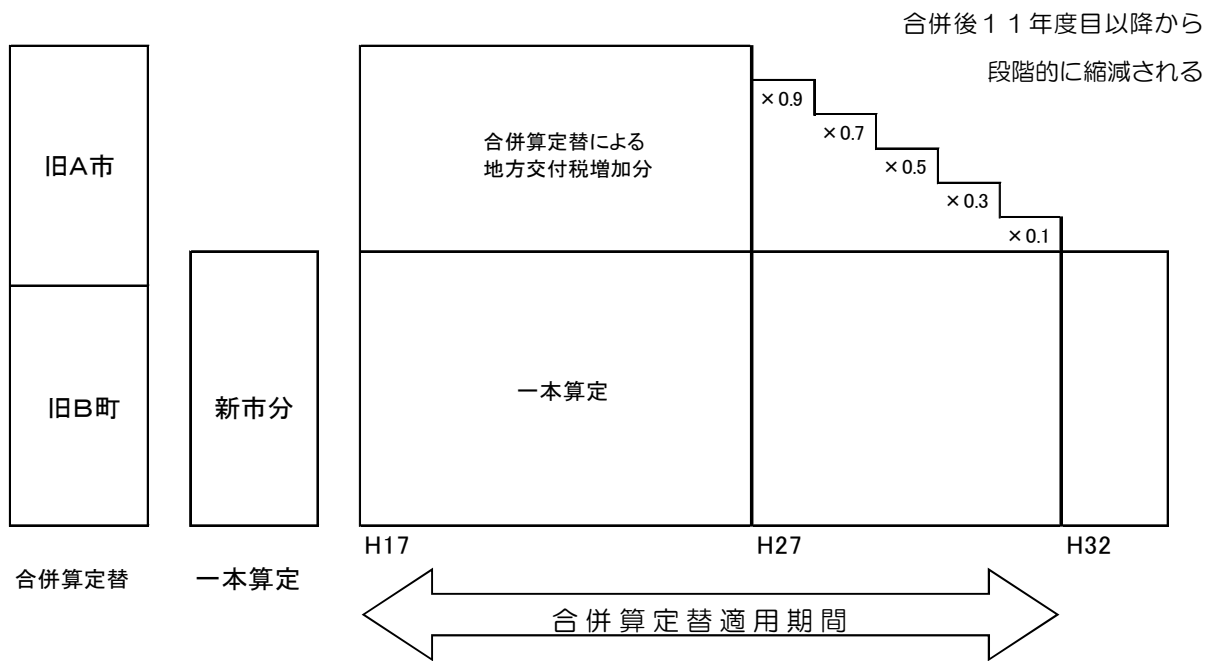 合併後１１年度目以降から
段階的に縮減される
×0.9
×0.7
×0.5
×0.3
×0.1
合併算定替による
地方交付税増加分
旧Ａ市
旧Ｂ町
新市分
一本算定
H17
H27
H32
合併算定替
一本算定
合併算定替適用期間